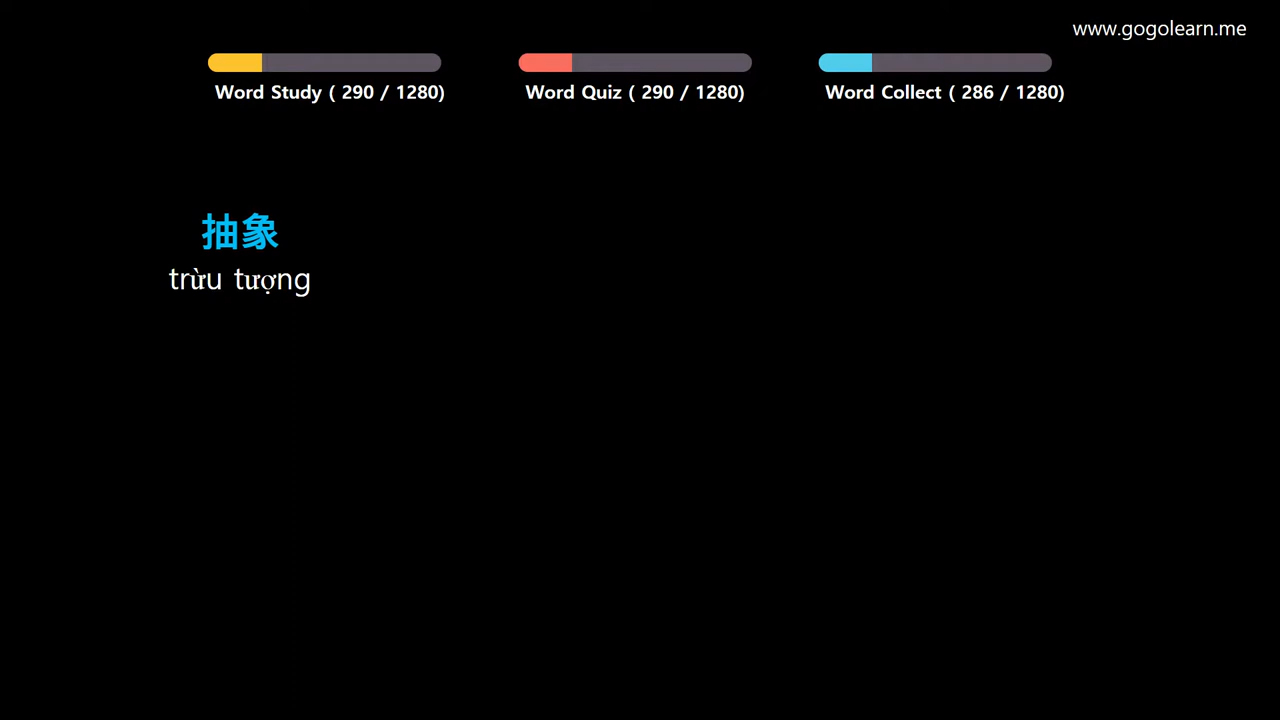 www.gogolearn.me
Word Study ( 290 / 1280)
Word Quiz ( 290 / 1280)
Word Collect ( 286 / 1280)
抽象
trừu tượng